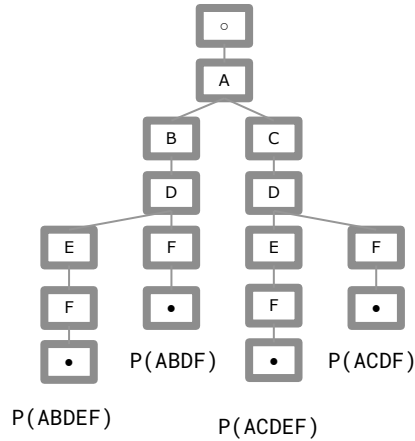 ○
A
B C
D D
E F E F
F ● F ●
● ●
P(ABDF) P(ACDF)
P(ABDEF)
P(ACDEF)